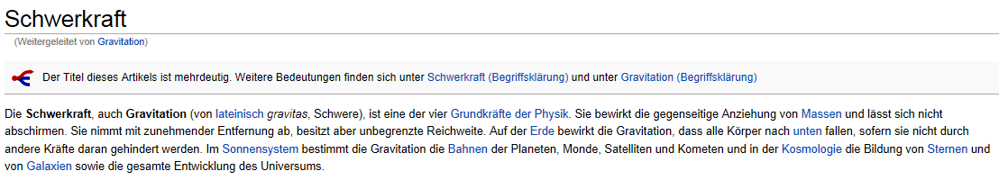 Schwerkraft
(Weitergeleitet von Gravitation)
Der Titel dieses Artikels ist mehrdeutig. Weitere Bedeutungen finden sich unter Schwerkraft (Begriffsklärung) und unter Gravitation (Begriffsklärung)
Die Schwerkraft, auch Gravitation (von lateinisch gravitas, Schwere), ist eine der vier Grundkräfte der Physik. Sie bewirkt die gegenseitige Anziehung von Massen und lässt sich nicht
abschirmen. Sie nimmt mit zunehmender Entfernung ab, besitzt aber unbegrenzte Reichweite. Auf der Erde bewirkt die Gravitation, dass alle Körper nach unten fallen, sofern sie nicht durch
andere Kräfte daran gehindert werden. Im Sonnensystem bestimmt die Gravitation die Bahnen der Planeten, Monde, Satelliten und Kometen und in der Kosmologie die Bildung von Sternen und
von Galaxien sowie die gesamte Entwicklung des Universums.